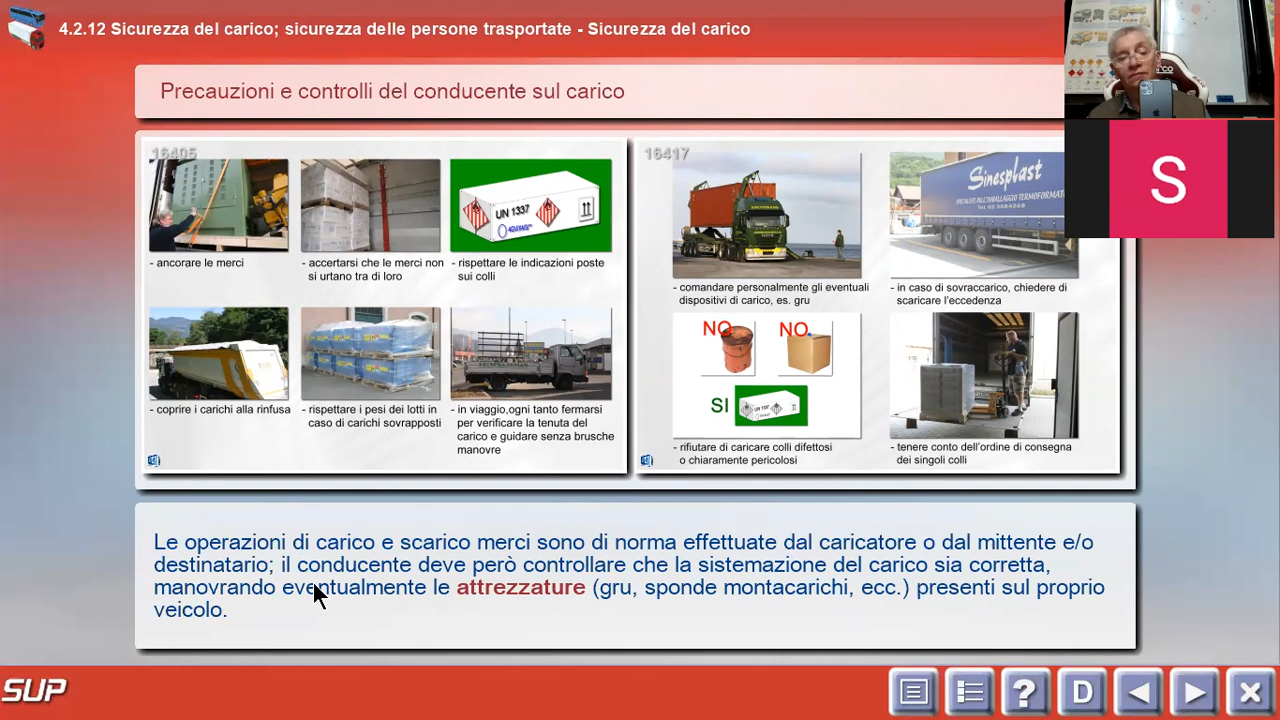 4.2.12 Sicurezza del carico; sicurezza delle persone trasportate - Sicurezza del carico
Precauzioni e controlli del conducente sul carico
16405
UN 1337
- ancorare le merci
- accertarsi che le merci non
si urtano tra di loro
- rispettare le indicazioni poste
sui colli
- coprire i carichi alla rinfusa
- rispettare i pesi dei lotti in
caso di carichi sovrapposti
- in viaggio,ogni tanto fermarsi
per verificare la tenuta del
carico e guidare senza brusche
manovre
16417
Sinesplast
- comandare personalmente gli eventuali
dispositivi di carico, es. gru
- in caso di sovraccarico, chiedere di
scaricare l'eccedenza
NO
NO
SI
- rifiutare di caricare colli difettosi
o chiaramente pericolosi
- tenere conto dell'ordine di consegna
dei singoli colli
S
Le operazioni di carico e scarico merci sono di norma effettuate dal caricatore o dal mittente e/o
destinatario; il conducente deve però controllare che la sistemazione del carico sia corretta,
manovrando eventualmente le attrezzature (gru, sponde montacarichi, ecc.) presenti sul proprio
veicolo.
SUP
?
D